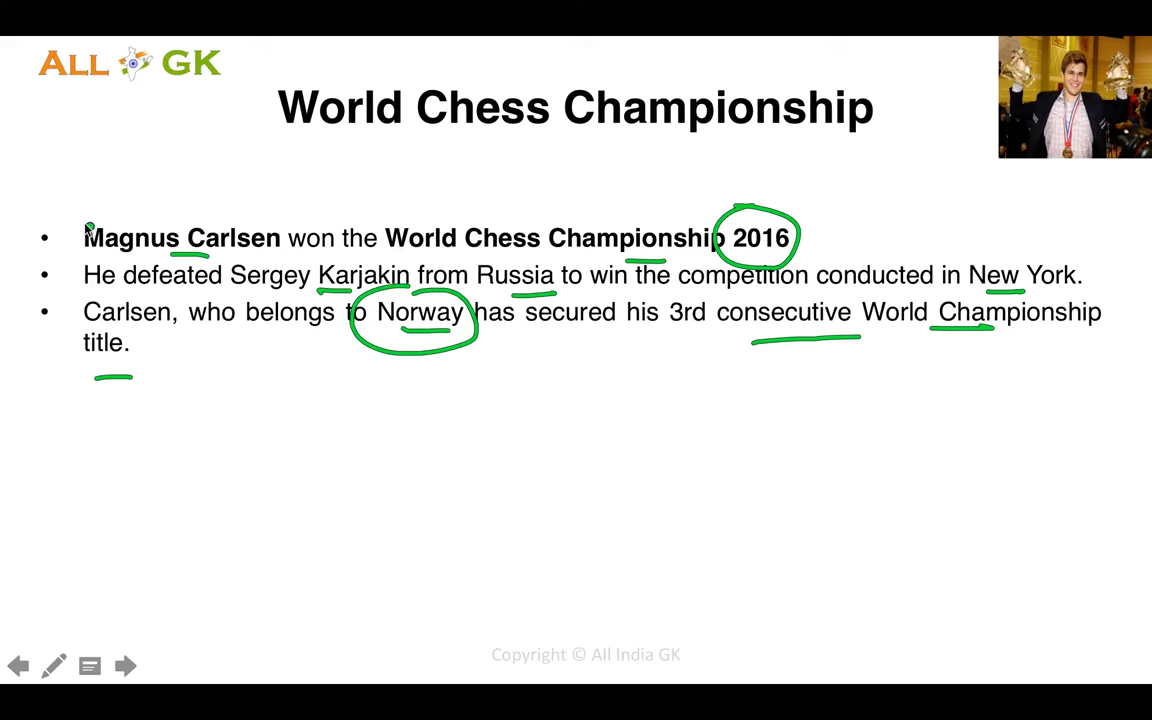 ALL GK
World Chess Championship
• Magnus Carlsen won the World Chess Championship 2016
• He defeated Sergey Karjakin from Russia to win the competition conducted in New York.
• Carlsen, who belongs to Norway has secured his 3rd consecutive World Championship
title.
Copyright © All India GK